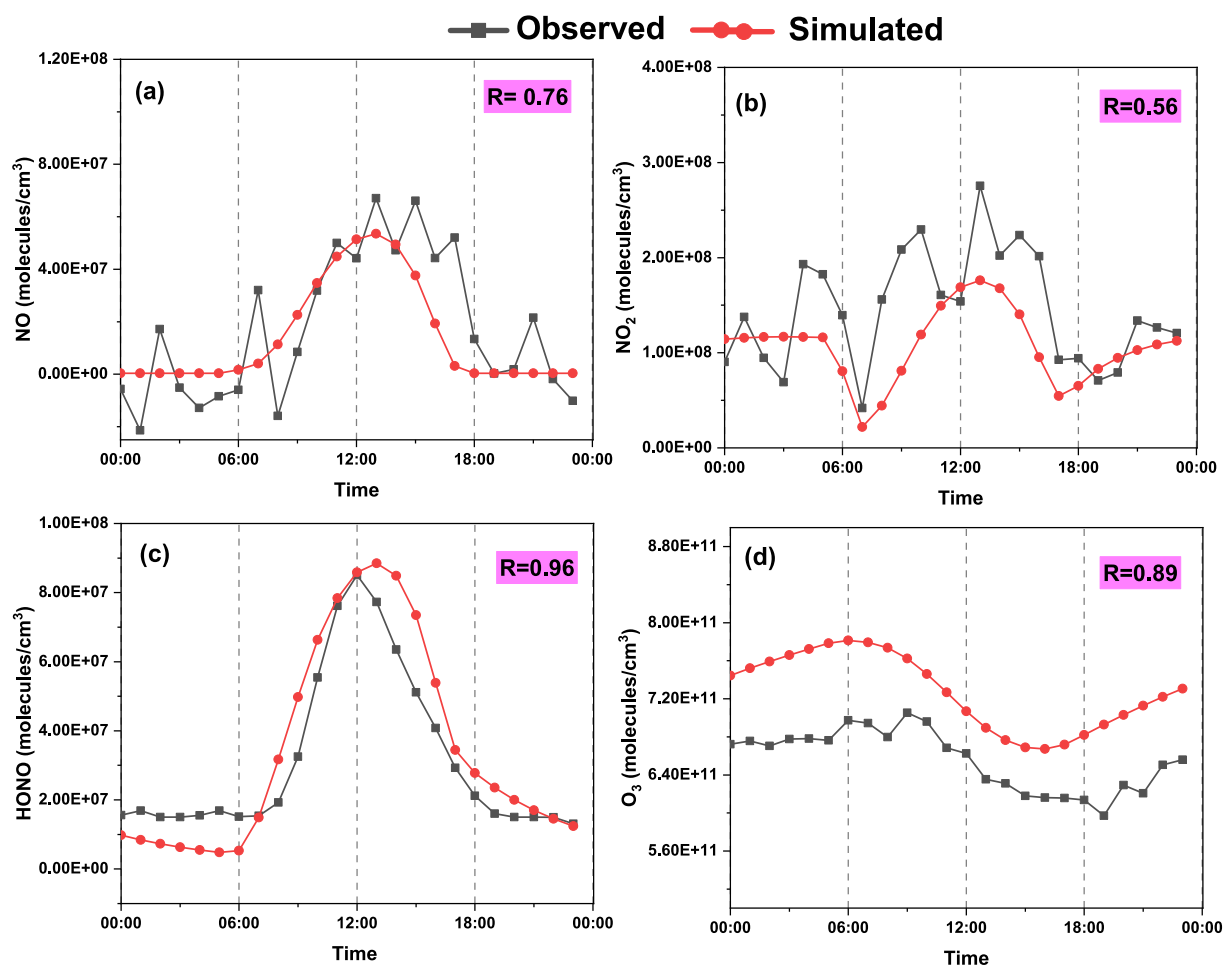 Observed Simulated
(a)
R= 0.76
1.20E+08
8.00E+07
4.00E+07
0.00E+00
NO (molecules/cm³)
00:00 06:00 12:00 18:00 00:00
Time
(b)
R=0.56
4.00E+08
3.00E+08
2.00E+08
1.00E+08
0.00E+00
NO₂ (molecules/cm³)
00:00 06:00 12:00 18:00 00:00
Time
(c)
R=0.96
1.00E+08
8.00E+07
6.00E+07
4.00E+07
2.00E+07
0.00E+00
HONO (molecules/cm³)
00:00 06:00 12:00 18:00 00:00
Time
(d)
R=0.89
8.80E+11
8.00E+11
7.20E+11
6.40E+11
5.60E+11
O₃ (molecules/cm³)
00:00 06:00 12:00 18:00 00:00
Time